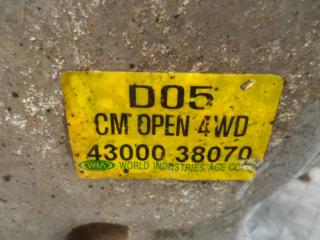 D05
CM OPEN 4WD
43000 38070
WIA WORLD INDUSTRIES ACE CO.